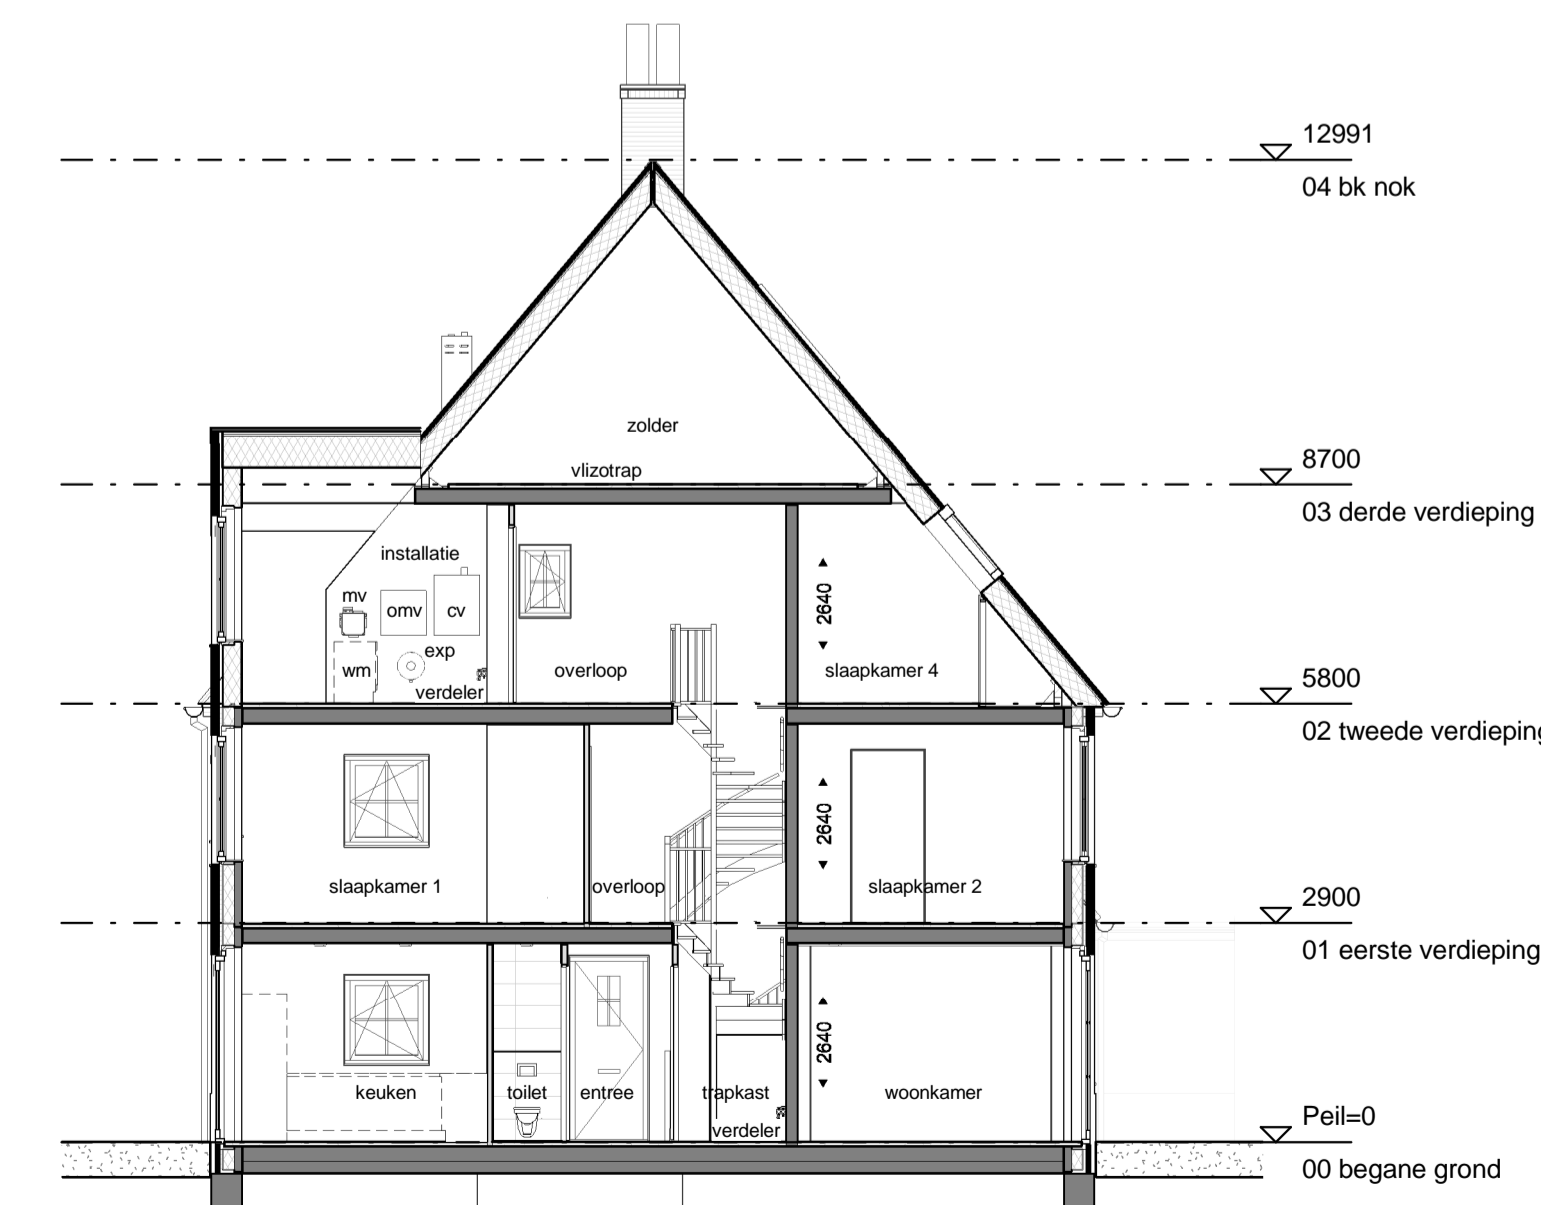 12991
04 bk nok
zolder
vlizotrap
8700
03 derde verdieping
installatie
mv
omv
cv
2640
exp
wm
verdeler
overloop
slaapkamer 4
5800
02 tweede verdieping
2640
slaapkamer 1
overloop
slaapkamer 2
2900
01 eerste verdieping
2640
keuken
toilet
entree
trapkast
woonkamer
verdeler
Peil=0
00 begane grond